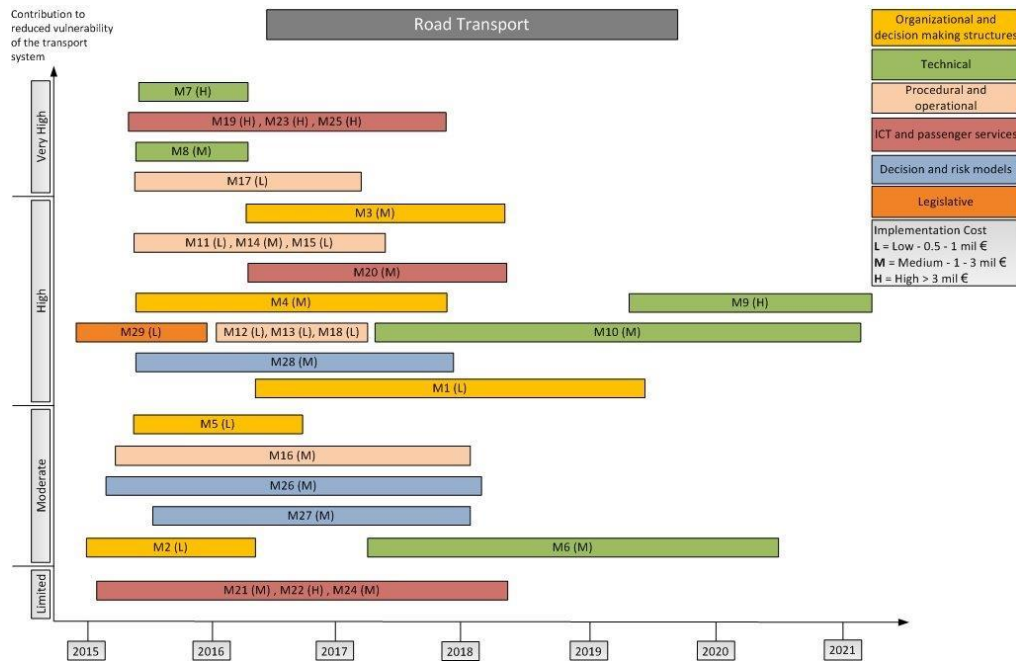 Contribution to
reduced vulnerability
of the transport
system
Road Transport
Organizational and
decision making structures
Technical
Procedural and
operational
ICT and passenger services
Decision and risk models
Legislative
Implementation Cost
L = Low - 0.5 - 1 mil €
M = Medium - 1 - 3 mil €
H = High > 3 mil €
Very High
M7 (H)
M19 (H) , M23 (H) , M25 (H)
M8 (M)
M17 (L)
High
M3 (M)
M11 (L) , M14 (M) , M15 (L)
M20 (M)
M4 (M)
M9 (H)
M29 (L)
M12 (L), M13 (L), M18 (L)
M10 (M)
M28 (M)
M1 (L)
Moderate
M5 (L)
M16 (M)
M26 (M)
M27 (M)
M2 (L)
M6 (M)
Limited
M21 (M) , M22 (H) , M24 (M)
2015
2016
2017
2018
2019
2020
2021